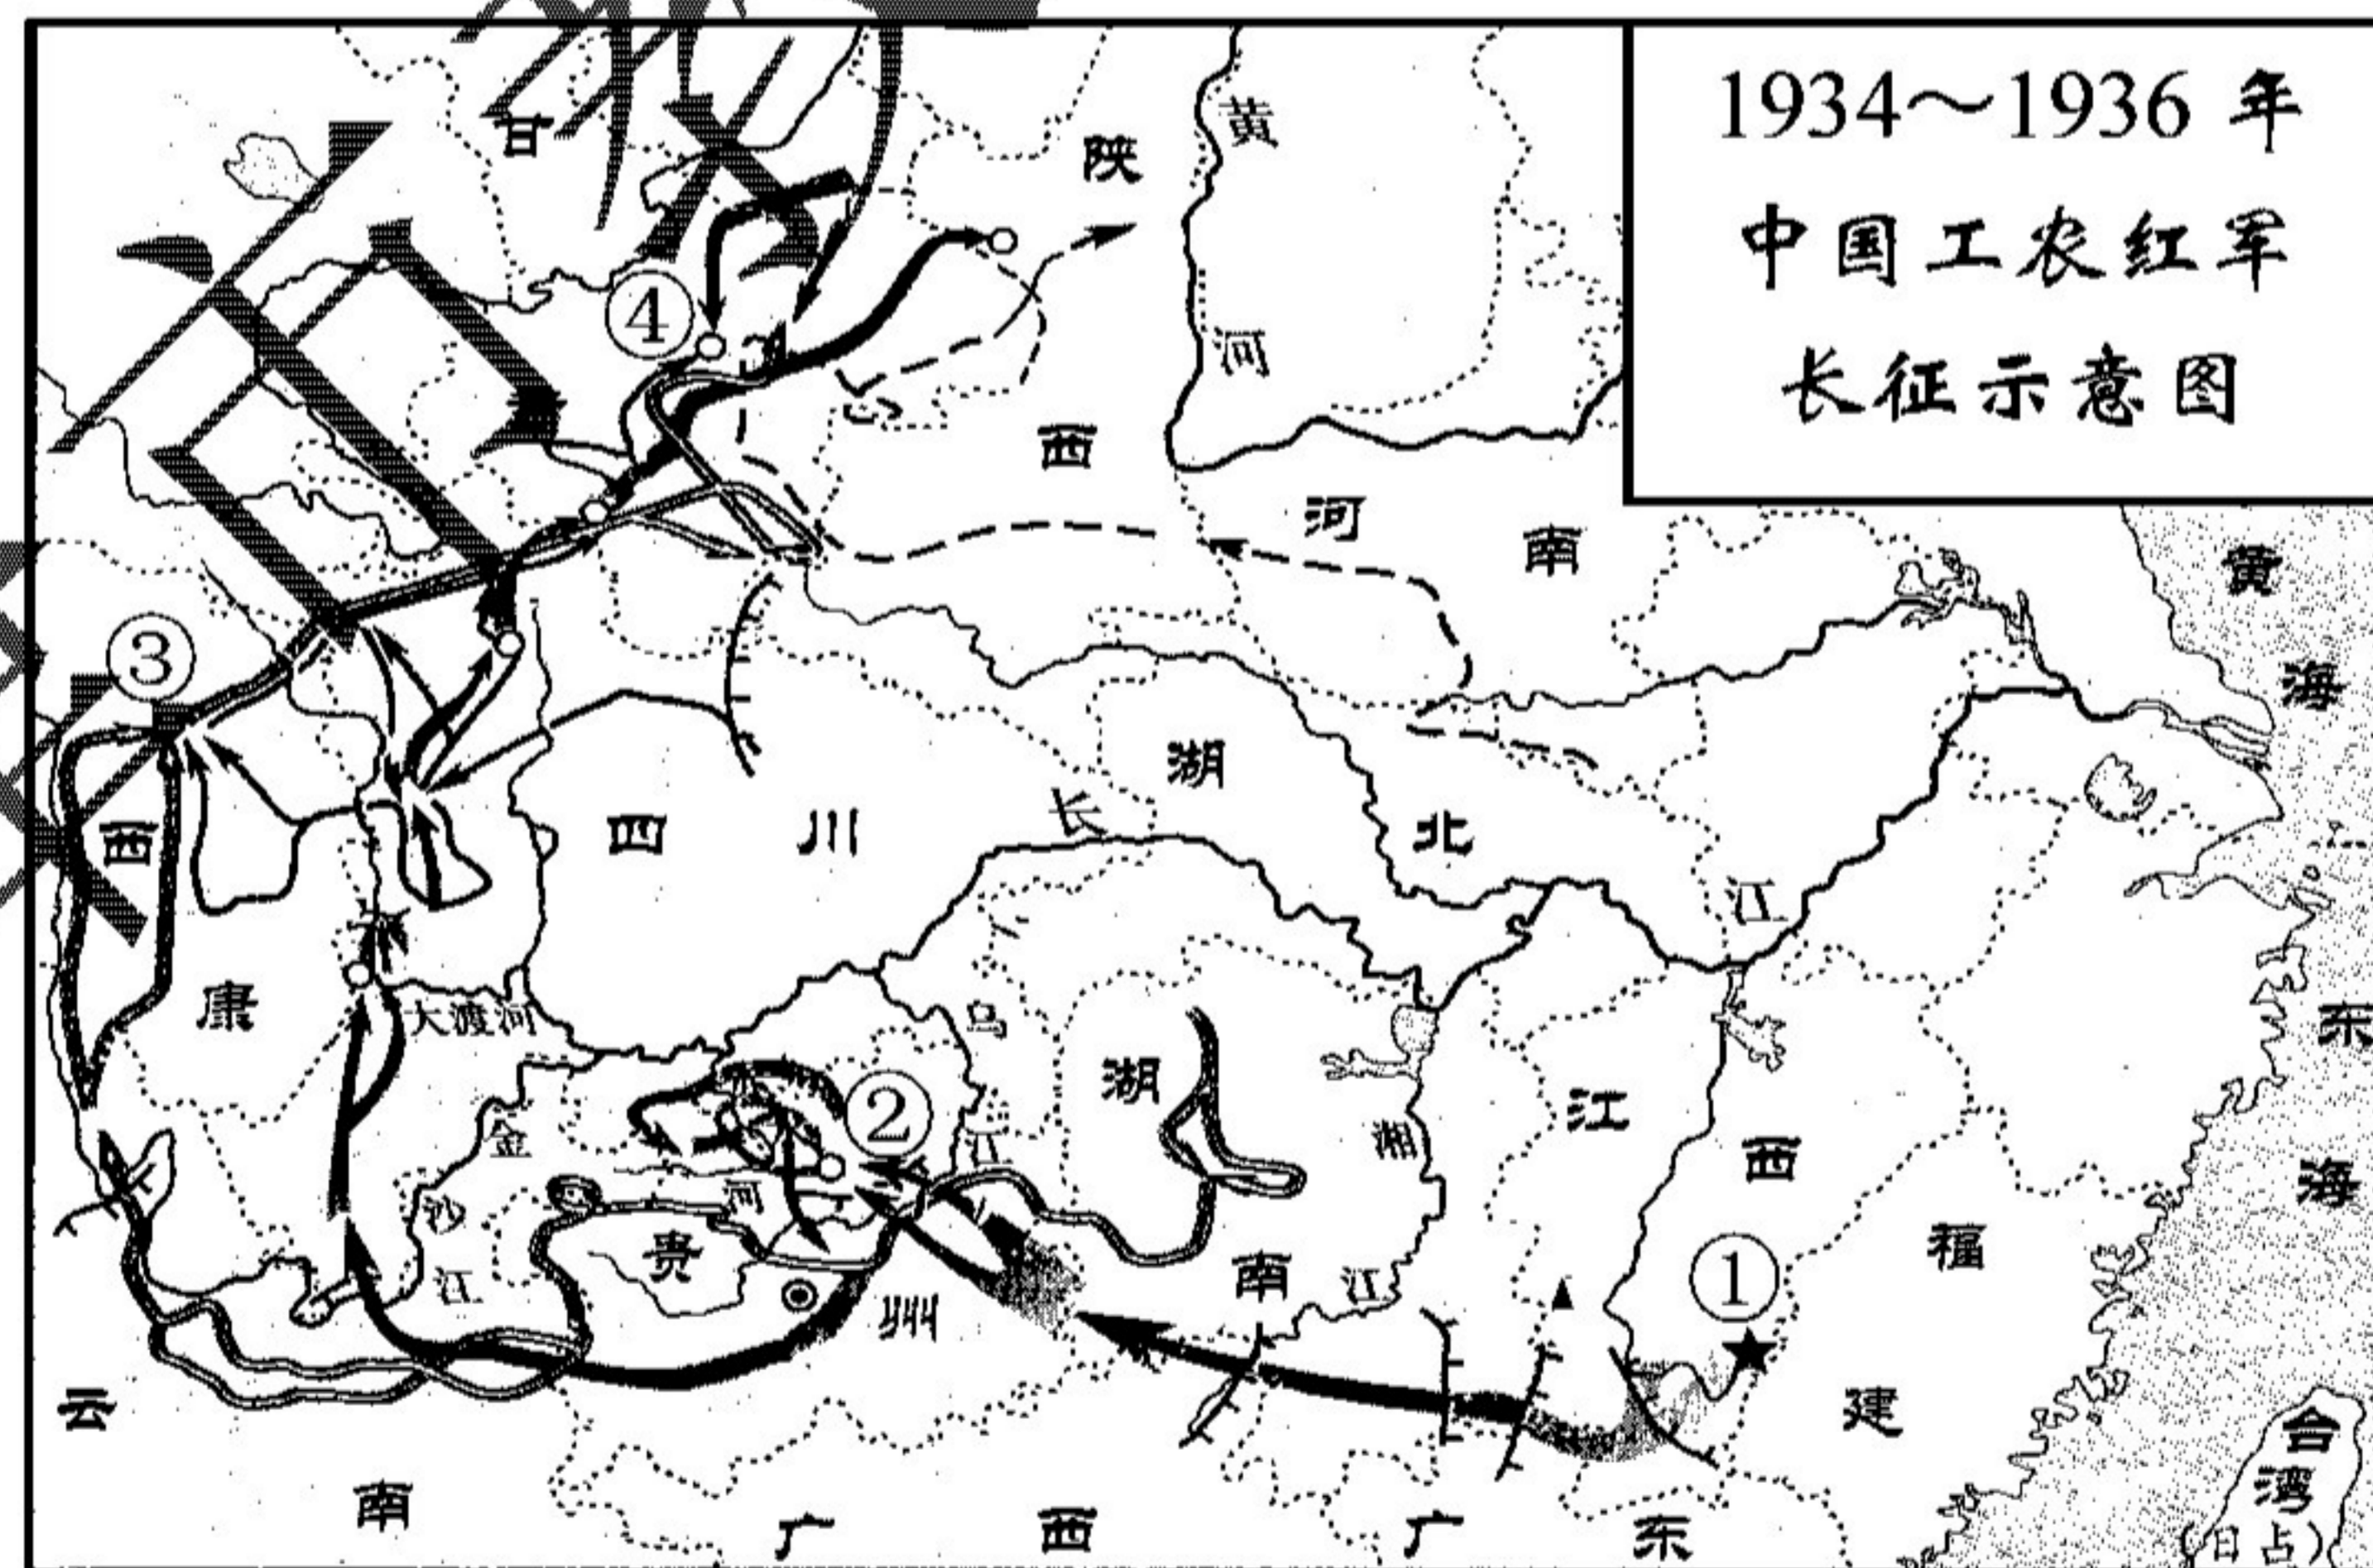 1934～1936 年
中国工农红军
长征示意图
甘
陕
黄
④
河
西
河
南
黄
③
海
湖
西
四
川
长
北
江
康
大渡河
乌
东
湖
②
江
金
江
湘
西
海
沙
河
贵
南
福
江
江
①
州
云
建
台
南
湾
广
西
广
东
(日占)